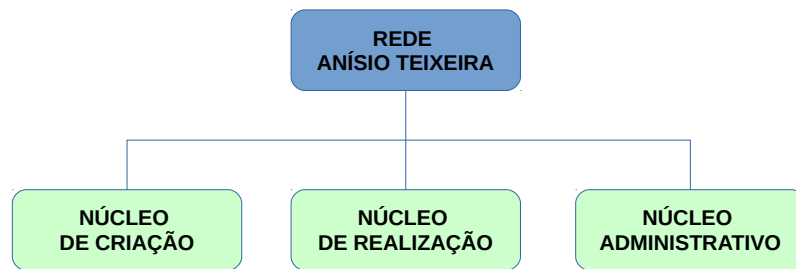 REDE
ANÍSIO TEIXEIRA
NÚCLEO
DE CRIAÇÃO
NÚCLEO
DE REALIZAÇÃO
NÚCLEO
ADMINISTRATIVO